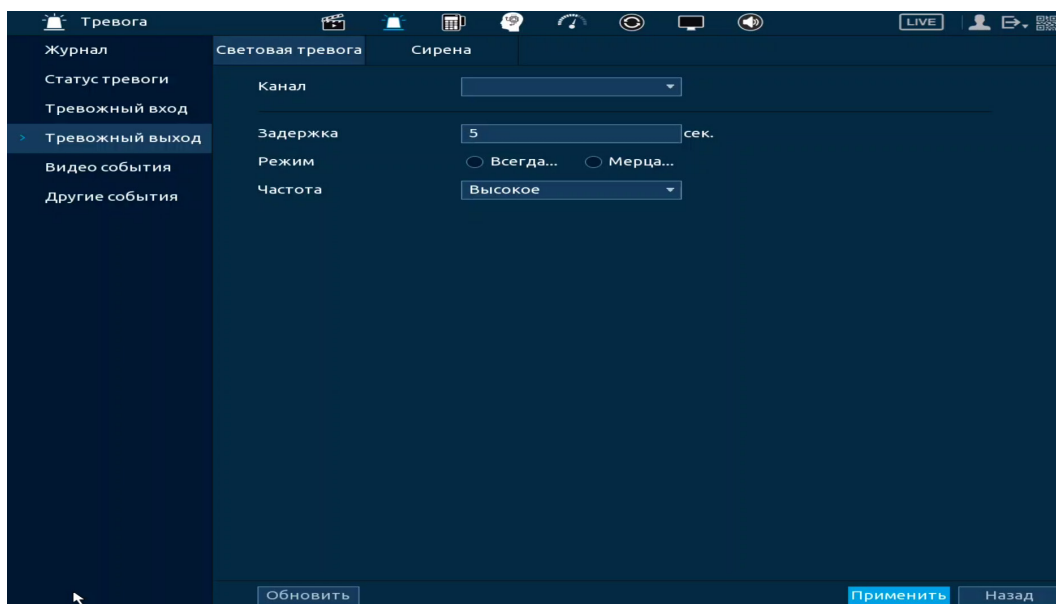 Тревога
LIVE
Журнал
Статус тревоги
Тревожный вход
> Тревожный выход
Видео события
Другие события
Световая тревога Сирена
Канал
Задержка 5 сек.
Режим Всегда... Мерца...
Частота Высокое
Обновить Применить Назад